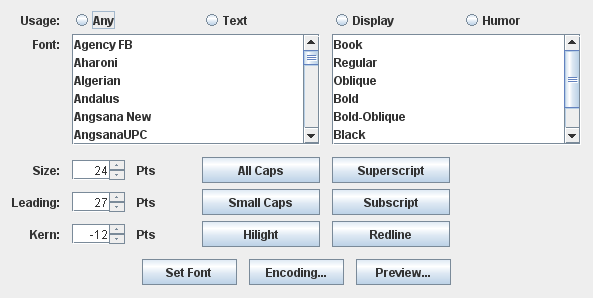 Usage: Any Text Display Humor
Font: Agency FB Book
Aharoni Regular
Algerian Oblique
Andalus Bold
Angsana New Bold-Oblique
AngsanaUPC Black
Size: 24 Pts All Caps Superscript
Leading: 27 Pts Small Caps Subscript
Kern: -12 Pts Hilight Redline
Set Font Encoding... Preview...